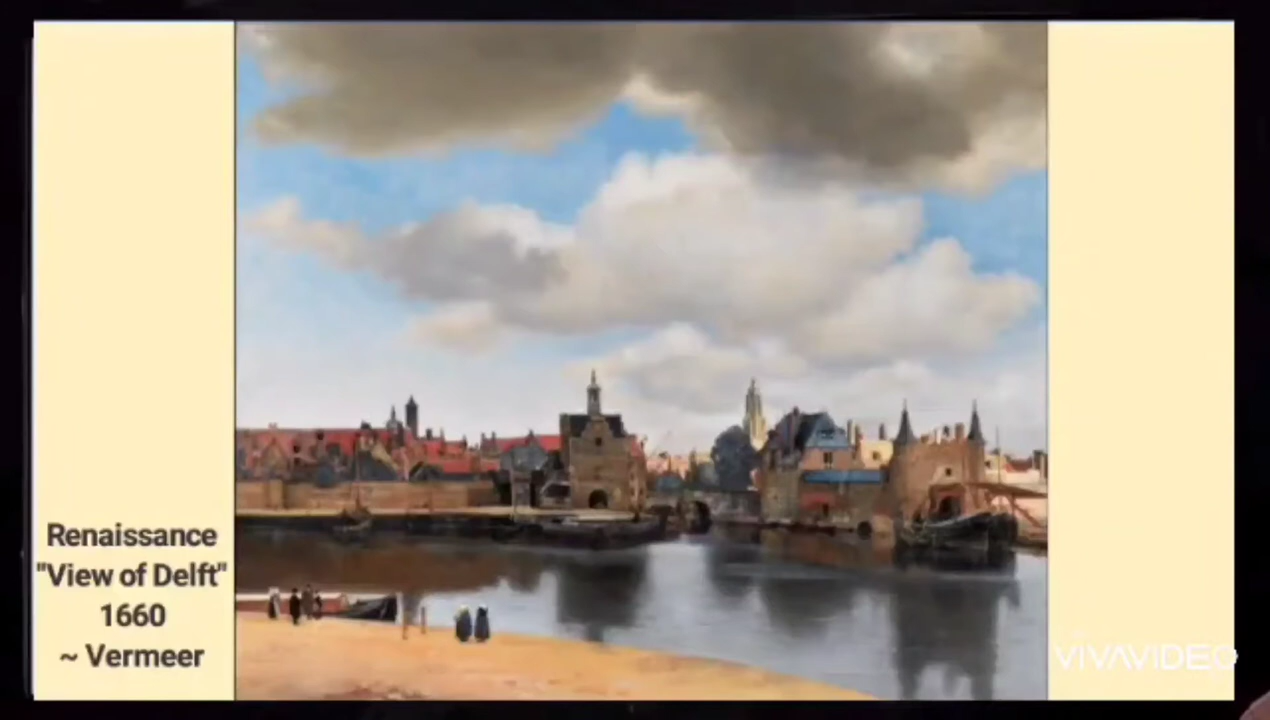 Renaissance
"View of Delft"
1660
~ Vermeer
VIVAVIDEO